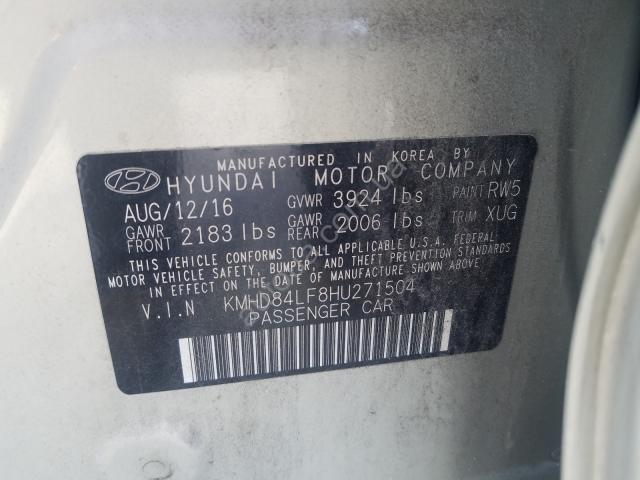 MANUFACTURED IN KOREA BY
HYUNDAI MOTOR COMPANY
AUG/12/16 GVWR 3924 lbs PAINT RW5
GAWR FRONT 2183 lbs GAWR REAR 2006 lbs TRIM XUG
THIS VEHICLE CONFORMS TO ALL APPLICABLE U.S.A. FEDERAL
MOTOR VEHICLE SAFETY, BUMPER, AND THEFT PREVENTION STANDARDS
IN EFFECT ON THE DATE OF MANUFACTURE SHOWN ABOVE.
V.I.N KMHD84LF8HU271504
PASSENGER CAR